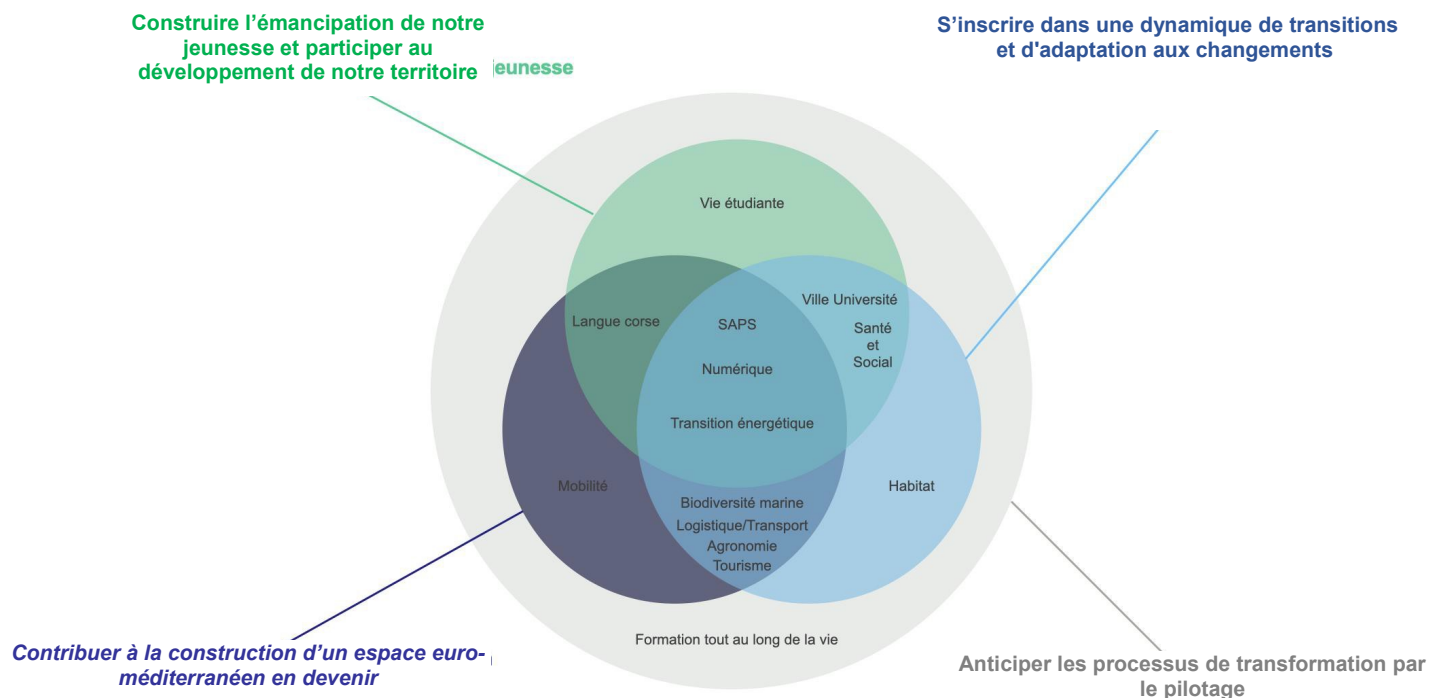 Construire l’émancipation de notre
jeunesse et participer au
développement de notre territoire
jeunesse
S’inscrire dans une dynamique de transitions
et d'adaptation aux changements
Vie étudiante
Ville Université
Langue corse
SAPS
Santé
et
Social
Numérique
Transition énergétique
Mobilité
Habitat
Biodiversité marine
Logistique/Transport
Agronomie
Tourisme
Formation tout au long de la vie
Contribuer à la construction d’un espace euro-
méditerranéen en devenir
Anticiper les processus de transformation par
le pilotage